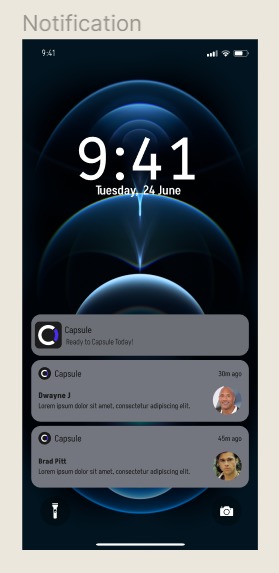 Notification
9:41
9:41
Tuesday, 24 June
Capsule
Ready to Capsule Today!
Capsule
30m ago
Dwayne J
Lorem ipsum dolor sit amet, consectetur adipiscing elit.
Capsule
45m ago
Brad Pitt
Lorem ipsum dolor sit amet, consectetur adipiscing elit.